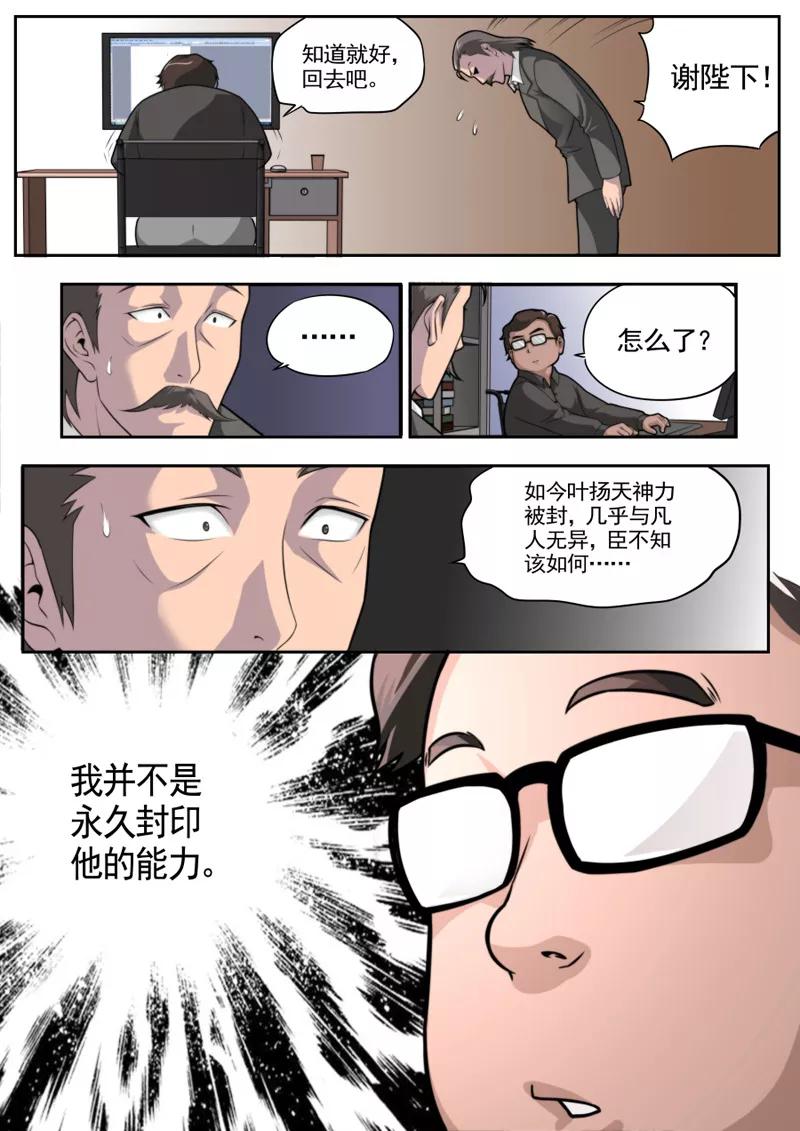 知道就好，
回去吧。
谢陛下！
……
怎么了？
如今叶扬天神力
被封，几乎与凡
人无异，臣不知
该如何……
我并不是
永久封印
他的能力。